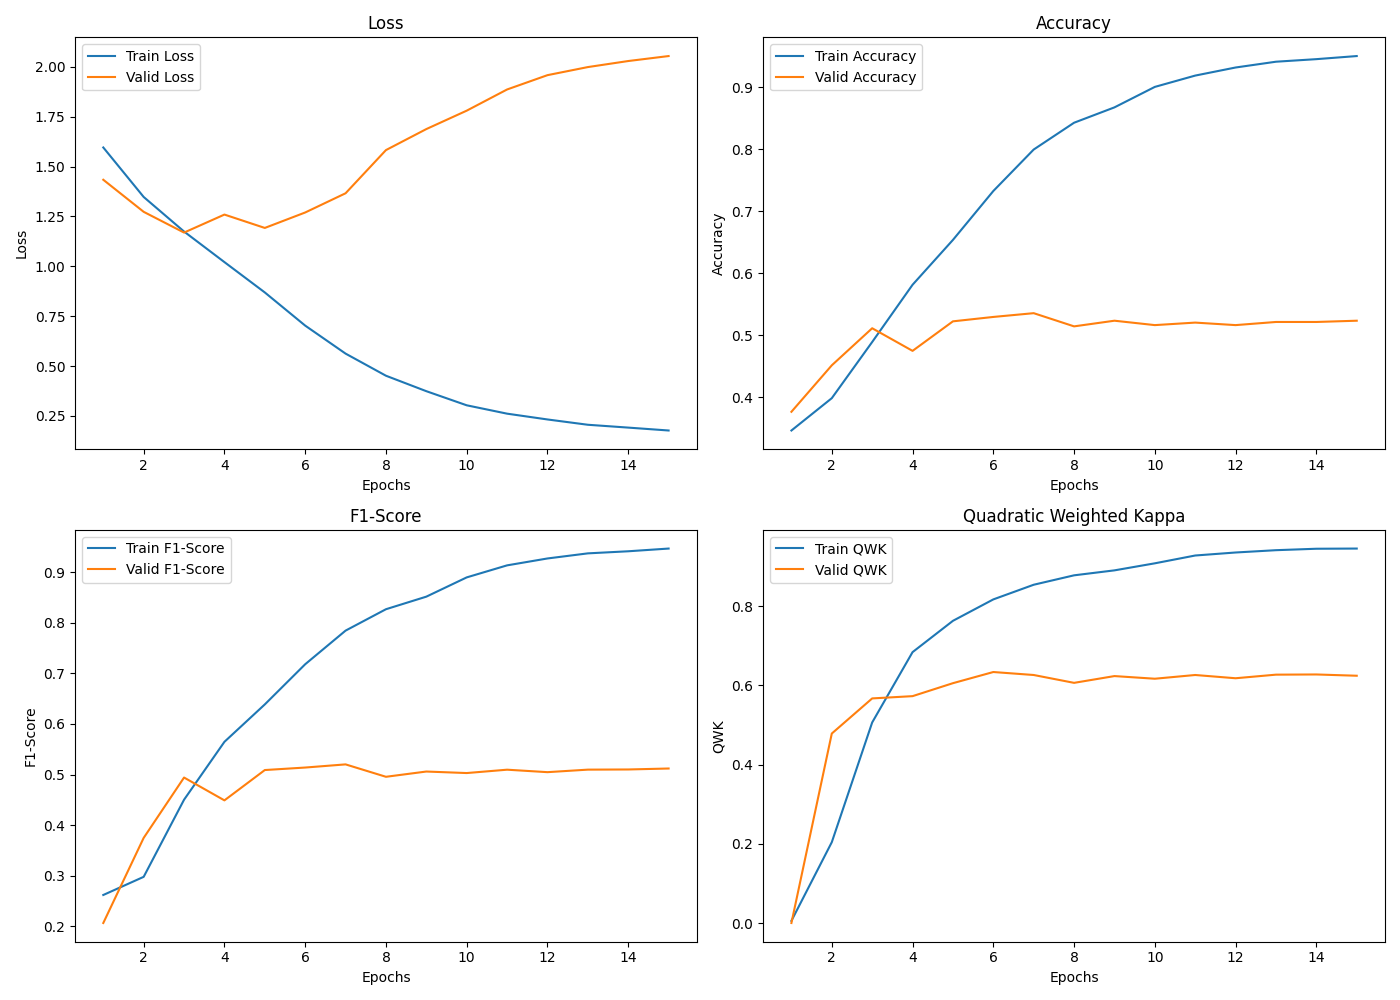 Loss
Train Loss
Valid Loss
2.00
1.75
1.50
1.25
1.00
0.75
0.50
0.25
Loss
2 4 6 8 10 12 14
Epochs
Accuracy
Train Accuracy
Valid Accuracy
0.9
0.8
0.7
0.6
0.5
0.4
Accuracy
2 4 6 8 10 12 14
Epochs
F1-Score
Train F1-Score
Valid F1-Score
0.9
0.8
0.7
0.6
0.5
0.4
0.3
0.2
F1-Score
2 4 6 8 10 12 14
Epochs
Quadratic Weighted Kappa
Train QWK
Valid QWK
0.8
0.6
0.4
0.2
0.0
QWK
2 4 6 8 10 12 14
Epochs